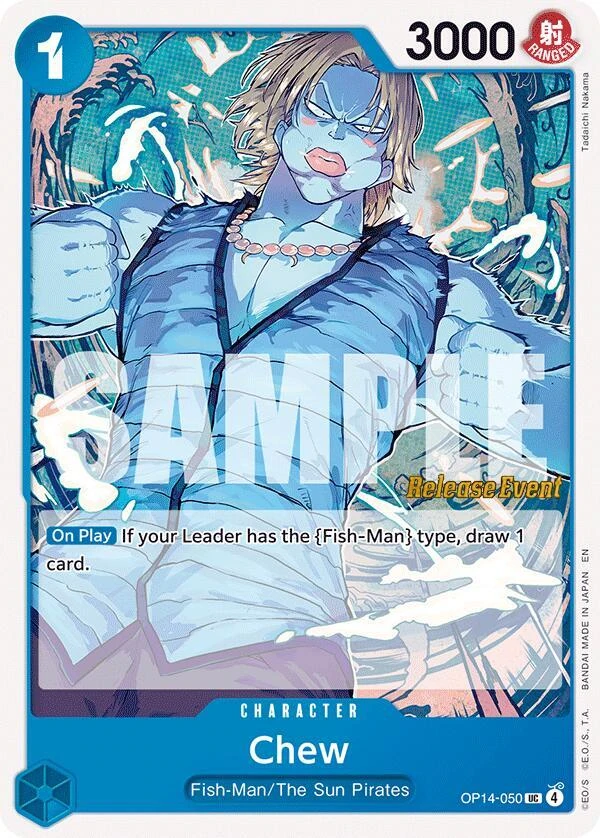 1
3000
射
RANGED
Tadaichi Nakama
SAMPLE
Release Event
On Play If your Leader has the {Fish-Man} type, draw 1
card.
CHARACTER
Chew
Fish-Man/The Sun Pirates
OP14-050 UC 4
©EO/S ©E.O./S., T.A. BANDAI MADE IN JAPAN EN